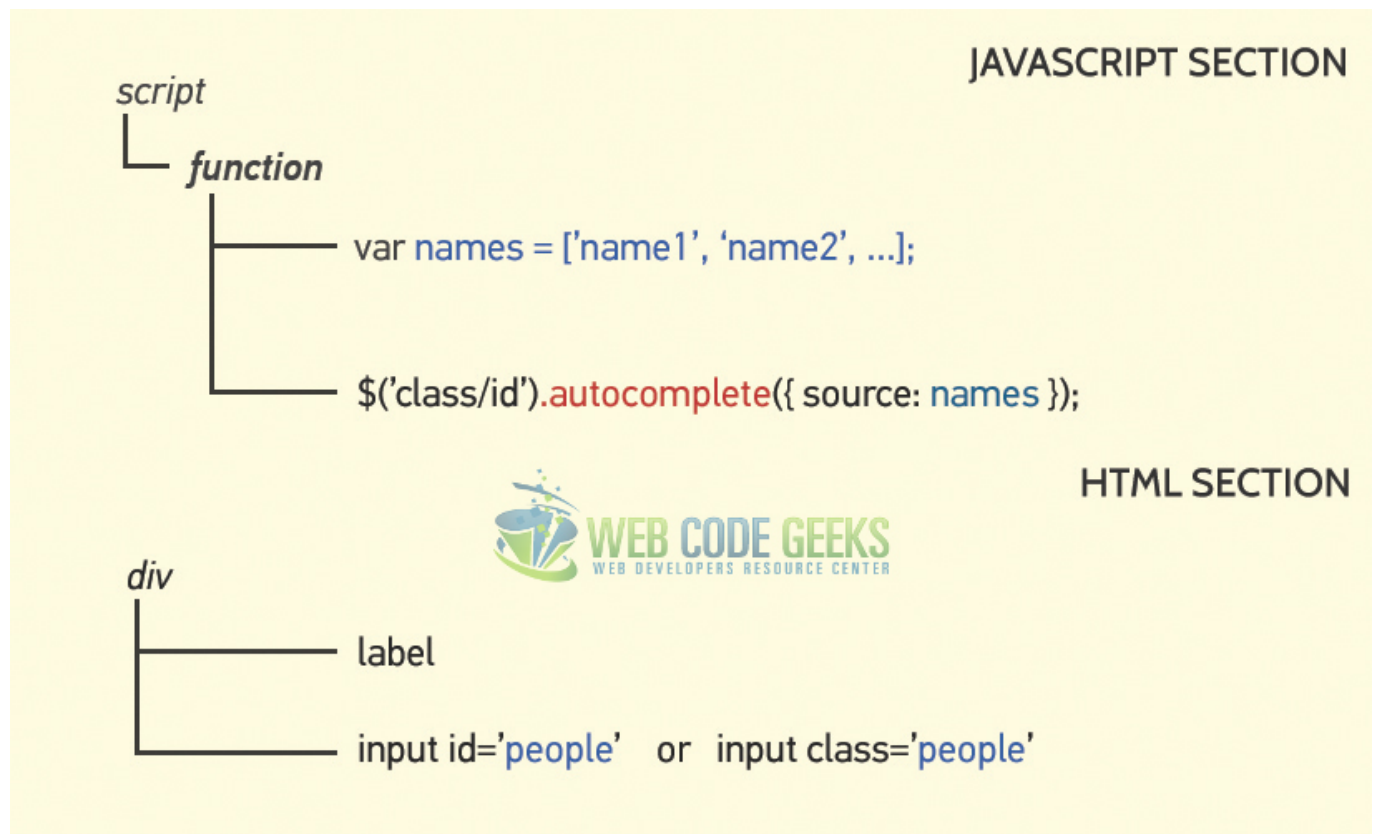 JAVASCRIPT SECTION
script
function
var names = ['name1', ‘name2’, ...];
$('class/id’).autocomplete({ source: names });
HTML SECTION
WEB CODE GEEKS
WEB DEVELOPERS RESOURCE CENTER
div
label
input id=’people’ or input class=’people’